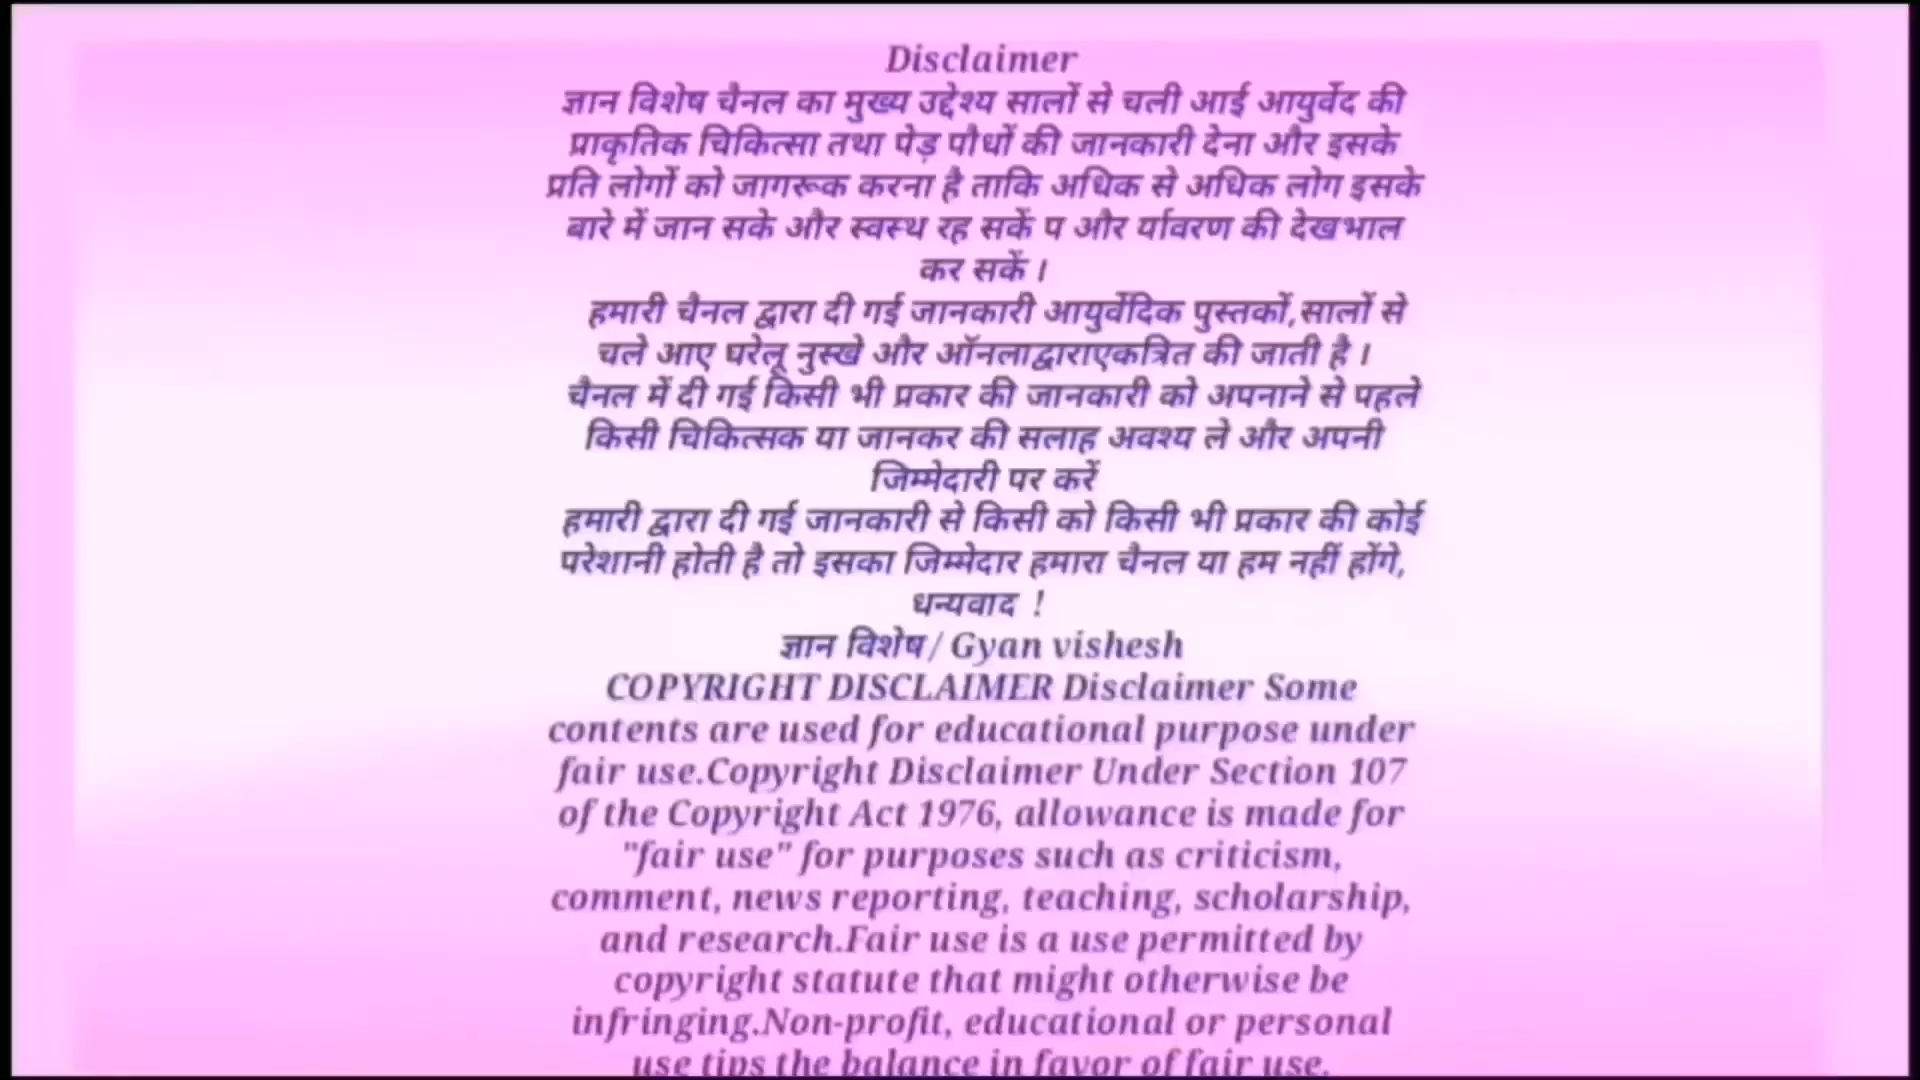 Disclaimer
ज्ञान विशेष चैनल का मुख्य उद्देश्य सालों से चली आई आयुर्वेद की
प्राकृतिक चिकित्सा तथा पेड़ पौधों की जानकारी देना और इसके
प्रति लोगों को जागरूक करना है ताकि अधिक से अधिक लोग इसके
बारे में जान सके और स्वस्थ रह सकें प और र्यावरण की देखभाल
कर सकें ।
हमारी चैनल द्वारा दी गई जानकारी आयुर्वेदिक पुस्तकों,सालों से
चले आए घरेलू नुस्खे और ऑनलाद्वाराएकत्रित की जाती है ।
चैनल में दी गई किसी भी प्रकार की जानकारी को अपनाने से पहले
किसी चिकित्सक या जानकर की सलाह अवश्य ले और अपनी
जिम्मेदारी पर करें
हमारी द्वारा दी गई जानकारी से किसी को किसी भी प्रकार की कोई
परेशानी होती है तो इसका जिम्मेदार हमारा चैनल या हम नहीं होंगे,
धन्यवाद !
ज्ञान विशेष/ Gyan vishesh
COPYRIGHT DISCLAIMER Disclaimer Some
contents are used for educational purpose under
fair use.Copyright Disclaimer Under Section 107
of the Copyright Act 1976, allowance is made for
"fair use" for purposes such as criticism,
comment, news reporting, teaching, scholarship,
and research.Fair use is a use permitted by
copyright statute that might otherwise be
infringing.Non-profit, educational or personal
use tips the balance in favor of fair use.